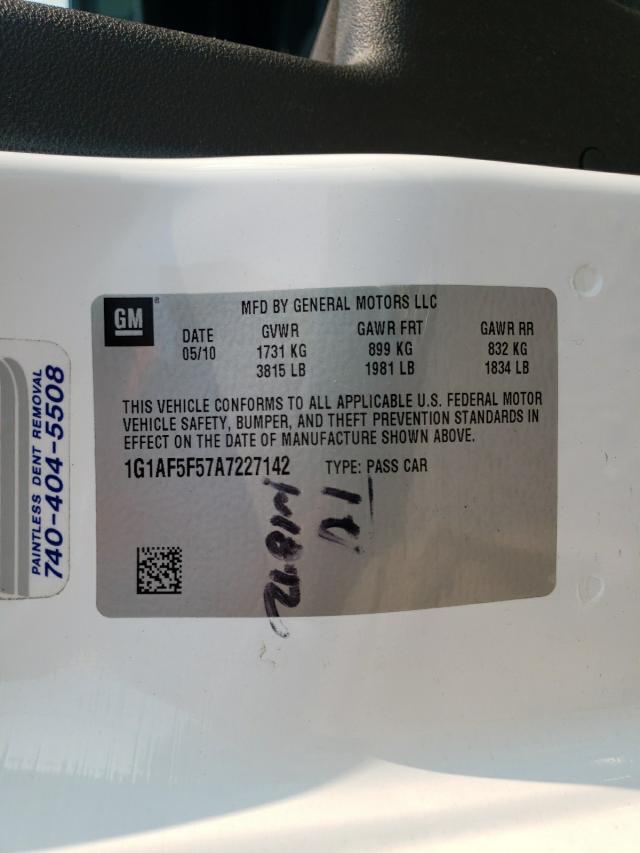 GM
MFD BY GENERAL MOTORS LLC
DATE GVWR GAWR FRT GAWR RR
05/10 1731 KG 899 KG 832 KG
3815 LB 1981 LB 1834 LB
THIS VEHICLE CONFORMS TO ALL APPLICABLE U.S. FEDERAL MOTOR
VEHICLE SAFETY, BUMPER, AND THEFT PREVENTION STANDARDS IN
EFFECT ON THE DATE OF MANUFACTURE SHOWN ABOVE.
1G1AF5F57A7227142 TYPE: PASS CAR
PAINTLESS DENT REMOVAL
740-404-5508